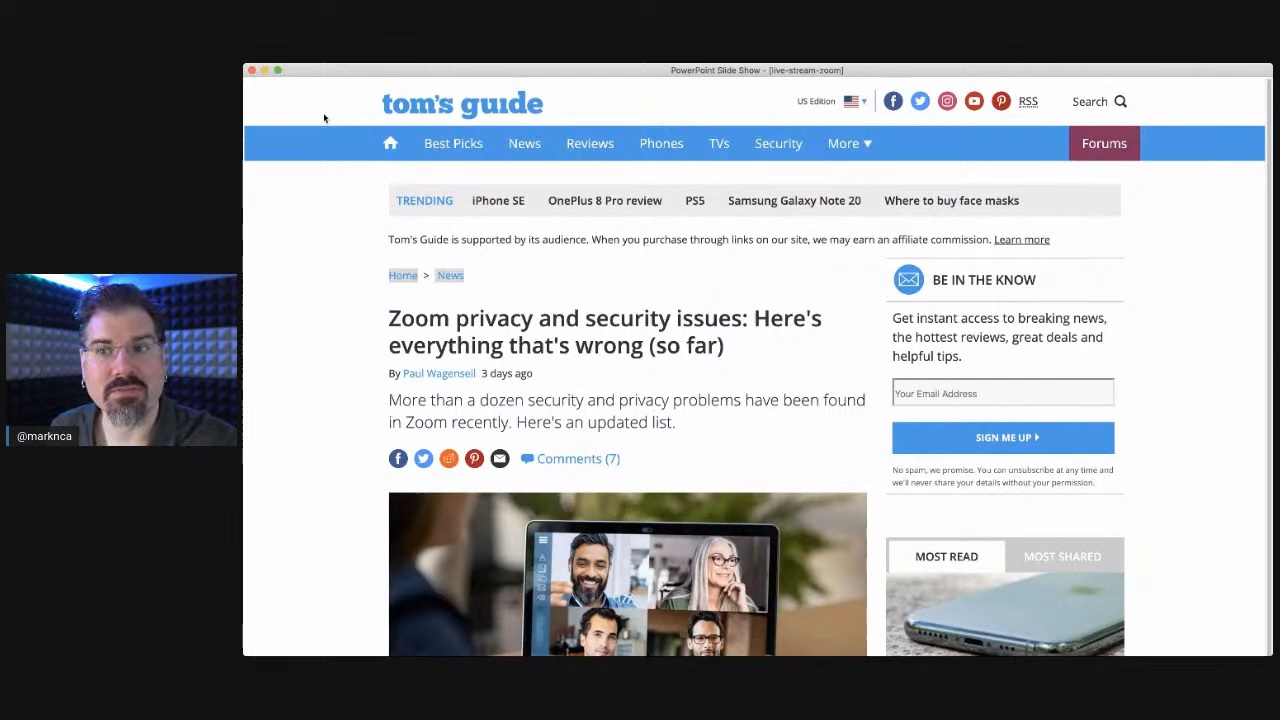 PowerPoint Slide Show - [live-stream-zoom]
tom's guide
US Edition
RSS
Search
Best Picks
News
Reviews
Phones
TVs
Security
More
Forums
TRENDING
iPhone SE
OnePlus 8 Pro review
PS5
Samsung Galaxy Note 20
Where to buy face masks
Tom's Guide is supported by its audience. When you purchase through links on our site, we may earn an affiliate commission. Learn more
Home > News
Zoom privacy and security issues: Here's
everything that's wrong (so far)
By Paul Wagenseil 3 days ago
More than a dozen security and privacy problems have been found
in Zoom recently. Here's an updated list.
Comments (7)
BE IN THE KNOW
Get instant access to breaking news,
the hottest reviews, great deals and
helpful tips.
Your Email Address
SIGN ME UP
No spam, we promise. You can unsubscribe at any time and
we'll never share your details without your permission.
MOST READ
MOST SHARED
@marknca